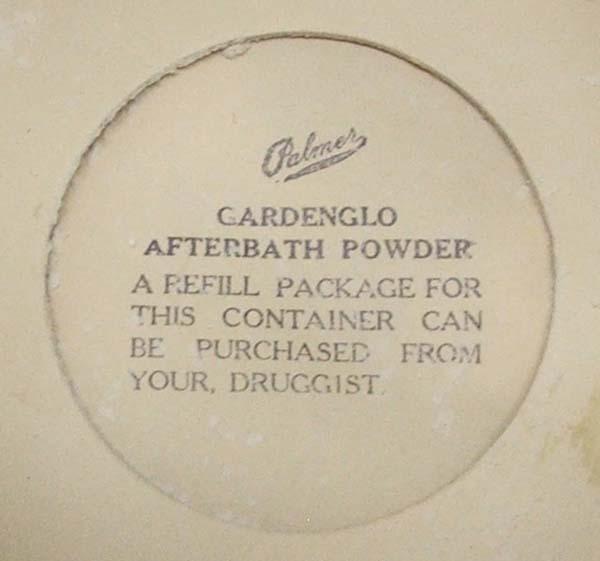 Palmer
GARDENGLO
AFTERBATH POWDER
A REFILL PACKAGE FOR
THIS CONTAINER CAN
BE PURCHASED FROM
YOUR, DRUGGIST.